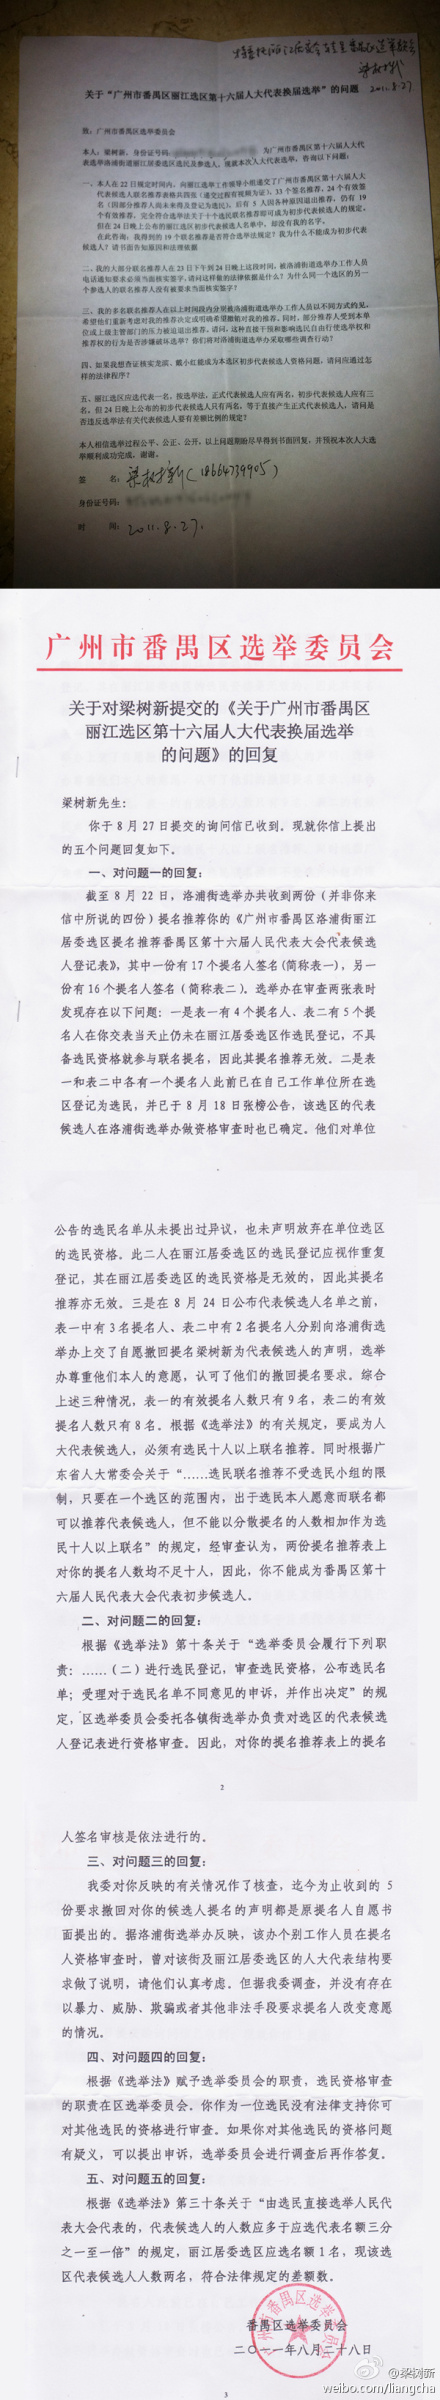 关于“广州市番禺区丽江选区第十六届人大代表换届选举”的问题
2011.8.27
致：广州市番禺区选举委员会
本人：梁树新，身份证号码：
为广州市番禺区第十六届人大代
表选举洛浦街道丽江居委选区选民及参选人，现就本次人大代表选举，咨询以下问题：
一、本人在22日规定时间内，向丽江选举工作领导小组递交了广州市番禺区第十六届人大
代表候选人联名推荐表格共四张（递交过程有视频为证），33个签名推荐，24个有效签
名（因部分推荐人尚未来得及登记为选民），后有5人因各种原因退出推荐，仍有19
个有效推荐，完全符合选举法关于十个选民联名推荐即可成为初步代表候选人的规定。
但在24日晚上公布的丽江居委选区初步代表候选人名单中，却没有我的名字。
在此咨询：我得到的19个联名推荐是否符合选举法规定？我为什么不能成为初步代表
候选人？请书面告知原因和法理依据
二、我的大部分联名推荐人在23日下午到24日晚上这段时间，被洛浦街道选举办工作人员
电话通知要求必须当面核实签字，请问这样做的法律依据是什么？为什么同一个选区的另一
个参选人的联名推荐人没有被要求当面核实签字？
三、我的多名联名推荐人在以上时间段内分别被洛浦街道选举办工作人员以不同方式约见，
希望他们重新考虑对我的推荐决定或明确希望撤销对我的推荐。同时，部分推荐人受到本单
位或上级主管部门的压力被迫退出推荐。请问，这种直接干预和影响选民自由行使选举权和
推荐权的行为是否涉嫌破坏选举？你们将对洛浦街道选举办采取哪些调查行动？
四、如果我想查证核实龙滨、戴小红能成为本选区初步代表候选人资格问题，请问应通过怎
样的法律程序？
五、丽江选区应选代表一名，按选举法，正式代表候选人应有两名，初步代表候选人应有三
名，但24日晚上公布的初步代表候选人只有两名，等于直接产生正式代表候选人，请问是
否违反选举法有关代表候选人要有差额比例的规定？
本人相信选举过程公平、公正、公开，以上问题期盼尽早得到书面回复，并预祝本次人大选
举顺利成功完成，谢谢。
签 名：梁树新(18664739905)
身份证号码：
时 间：2011.8.27.
广州市番禺区选举委员会
关于对梁树新提交的《关于广州市番禺区
丽江选区第十六届人大代表换届选举
的问题》的回复
梁树新先生：
你于8月27日提交的询问信已收到。现就你信上提出
的五个问题回复如下。
一、对问题一的回复：
截至8月22，洛浦街选举办共收到两份（并非你来
信中所说的四份）提名推荐你的《广州市番禺区洛浦街丽江
居委选区提名推荐番禺区第十六届人民代表大会代表候选
人登记表》，其中一份有17个提名人签名(简称表一)，另一
份有16个提名人签名（简称表二）。选举办在审查两张表时
发现存在以下问题：一是表一有4个提名人、表二有5个提
名人在你交表当天止仍未在丽江居委选区作选民登记，不具
备选民资格就参与联名提名，因此其提名推荐无效。二是表
一和表二中各有一个提名人此前已在自己工作单位所在选
区登记为选民，并已于8月18日张榜公告，该选区的代表
候选人在洛浦街选举办做资格审查时也已确定。他们对单位
公告的选民名单从未提出过异议，也未声明放弃在单位选区
的选民资格。此二人在丽江居委选区的选民登记应视作重复
登记，其在丽江居委选区的选民资格是无效的，因此其提名
推荐亦无效。三是在8月24日公布代表候选人名单之前，
表一中有3名提名人、表二中有2名提名人分别向洛浦街选
举办上交了自愿撤回提名梁树新为代表候选人的声明，选举
办尊重他们本人的意愿，认可了他们的撤回提名要求。综合
上述三种情况，表一的有效提名人数只有9名，表二的有效
提名人数只有8名。根据《选举法》的有关规定，要成为人
大代表候选人，必须有选民十人以上联名推荐。同时根据广
东省人大常委会关于“……选民联名推荐不受选民小组的限
制，只要在一个选区的范围内，出于选民本人愿意而联名都
可以推荐代表候选人，但不能以分散提名的人数相加作为选
民十人以上联名”的规定，经审查认为，两份提名推荐表上
对你的提名人数均不足十人，因此，你不能成为番禺区第十
六届人民代表大会代表初步候选人。
二、对问题二的回复：
根据《选举法》第十条关于“选举委员会履行下列职
责：……（二）进行选民登记，审查选民资格，公布选民名
单；受理对于选民名单不同意见的申诉，并作出决定”的规
定，区选举委员会委托各镇街选举办负责对选区的代表候选
人登记表进行资格审查。因此，对你的提名推荐表上的提名
2
人签名审核是依法进行的。
三、对问题三的回复：
我委对你反映的有关情况作了核查，迄今为止收到的5
份要求撤回对你的候选人提名的声明都是原提名人自愿书
面提出的。据洛浦街选举办反映，该办个别工作人员在提名
人资格审查时，曾对该街及丽江居委选区的人大代表结构要
求做了说明，请他们认真考虑。但据我委调查，并没有存在
以暴力、威胁、欺骗或者其他非法手段要求提名人改变意愿
的情况。
四、对问题四的回复：
根据《选举法》赋予选举委员会的职责，选民资格审查
的职责在区选举委员会。你作为一位选民没有法律支持你可
对其他选民的资格进行审查。如果你对其他选民的资格问题
有疑义，可以提出申诉，选举委员会进行调查后再作答复。
五、对问题五的回复：
根据《选举法》第三十条关于“由选民直接选举人民代
表大会代表的，代表候选人的人数应多于应选代表名额三分
之一至一倍”的规定，丽江居委选区应选名额1名，现该选
区代表候选人人数两名，符合法律规定的差额数。
番禺区选举委员会
二〇一一年八月二十八日
广州市番禺区选举委员会
3
@梁树新
weibo.com/liangcha